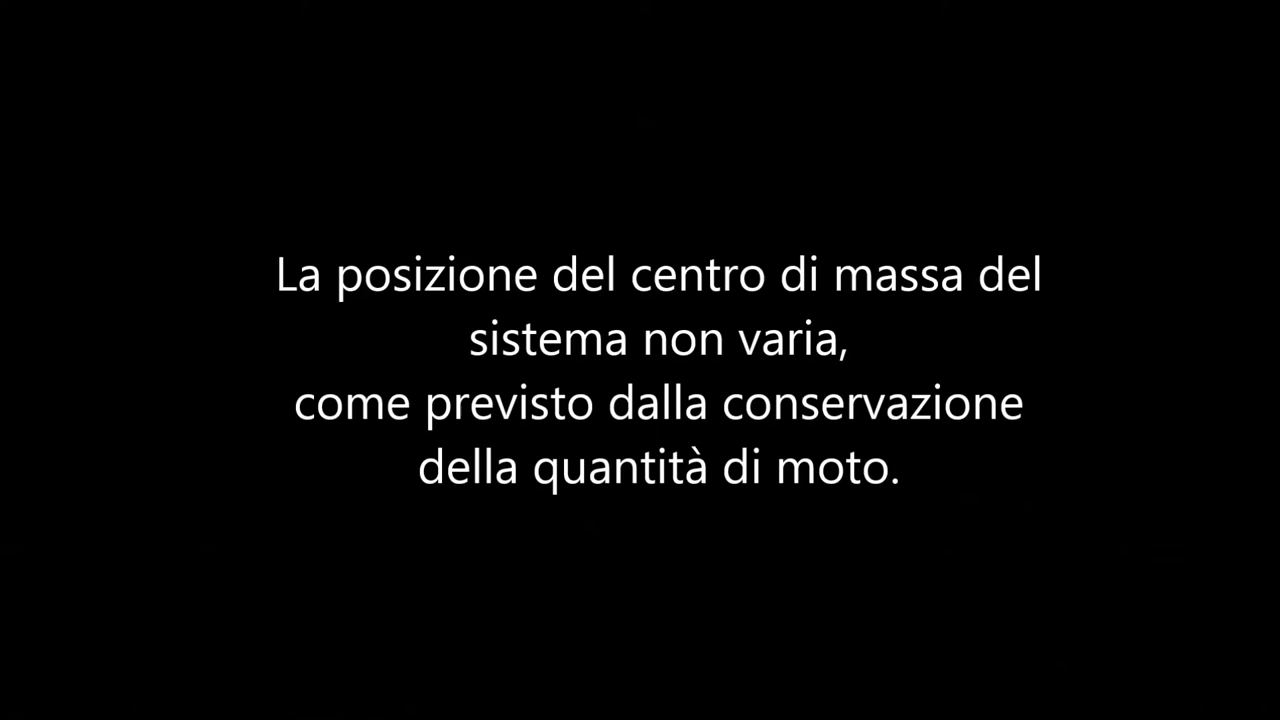 La posizione del centro di massa del
sistema non varia,
come previsto dalla conservazione
della quantità di moto.